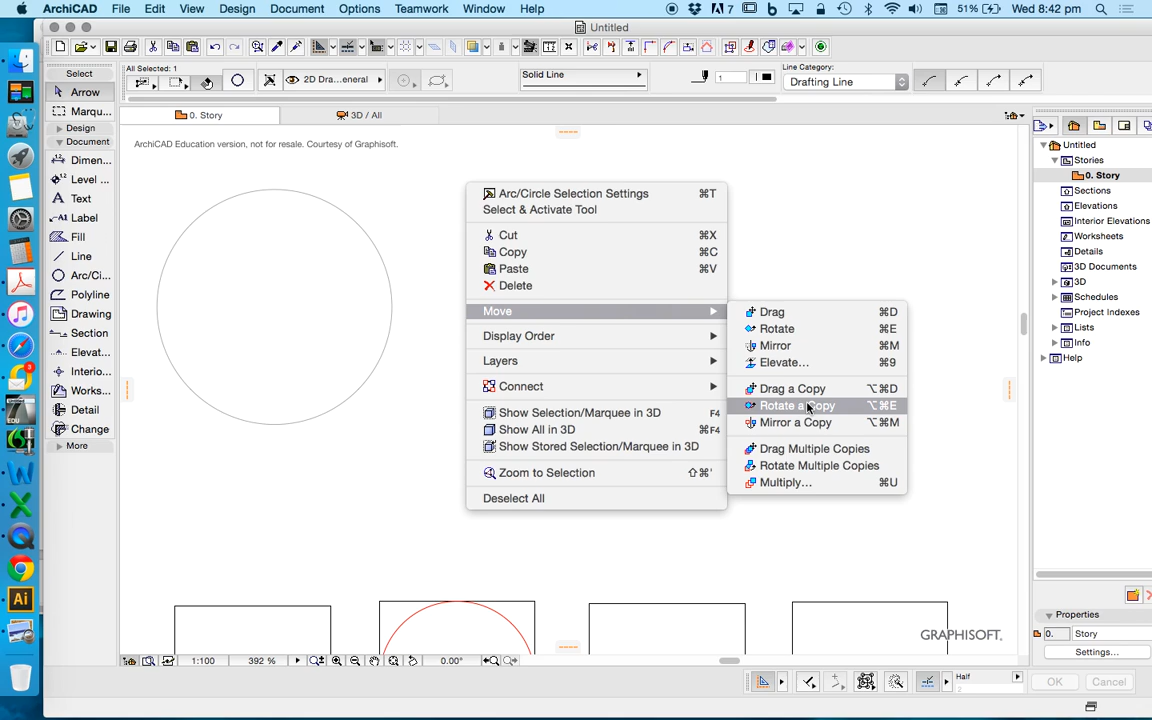 ArchiCAD File Edit View Design Document Options Teamwork Window Help
7 51% Wed 8:42 pm
Untitled
Select
All Selected: 1
Arrow
Marqu...
Design
Document
Dimen...
Level ...
Text
A1 Label
Fill
Line
Arc/Ci...
Polyline
Drawing
Section
Elevat...
Interio...
Works...
Detail
Change
More
2D Dra...eneral
Solid Line
1
Line Category:
Drafting Line
0. Story
3D / All
ArchiCAD Education version, not for resale. Courtesy of Graphisoft.
Arc/Circle Selection Settings ⌘T
Select & Activate Tool
Cut ⌘X
Copy ⌘C
Paste ⌘V
Delete
Move
Display Order
Layers
Connect
Show Selection/Marquee in 3D F4
Show All in 3D ⌘F4
Show Stored Selection/Marquee in 3D
Zoom to Selection ⇧⌘'
Deselect All
Drag ⌘D
Rotate ⌘E
Mirror ⌘M
Elevate... ⌘9
Drag a Copy ⌥⌘D
Rotate a Copy ⌥⌘E
Mirror a Copy ⌥⌘M
Drag Multiple Copies
Rotate Multiple Copies
Multiply... ⌘U
Untitled
Stories
0. Story
Sections
Elevations
Interior Elevations
Worksheets
Details
3D Documents
3D
Schedules
Project Indexes
Lists
Info
Help
Properties
0. Story
Settings...
GRAPHISOFT.
1:100 392 % 0.00°
Half
2
OK Cancel
3
EDU
Ai